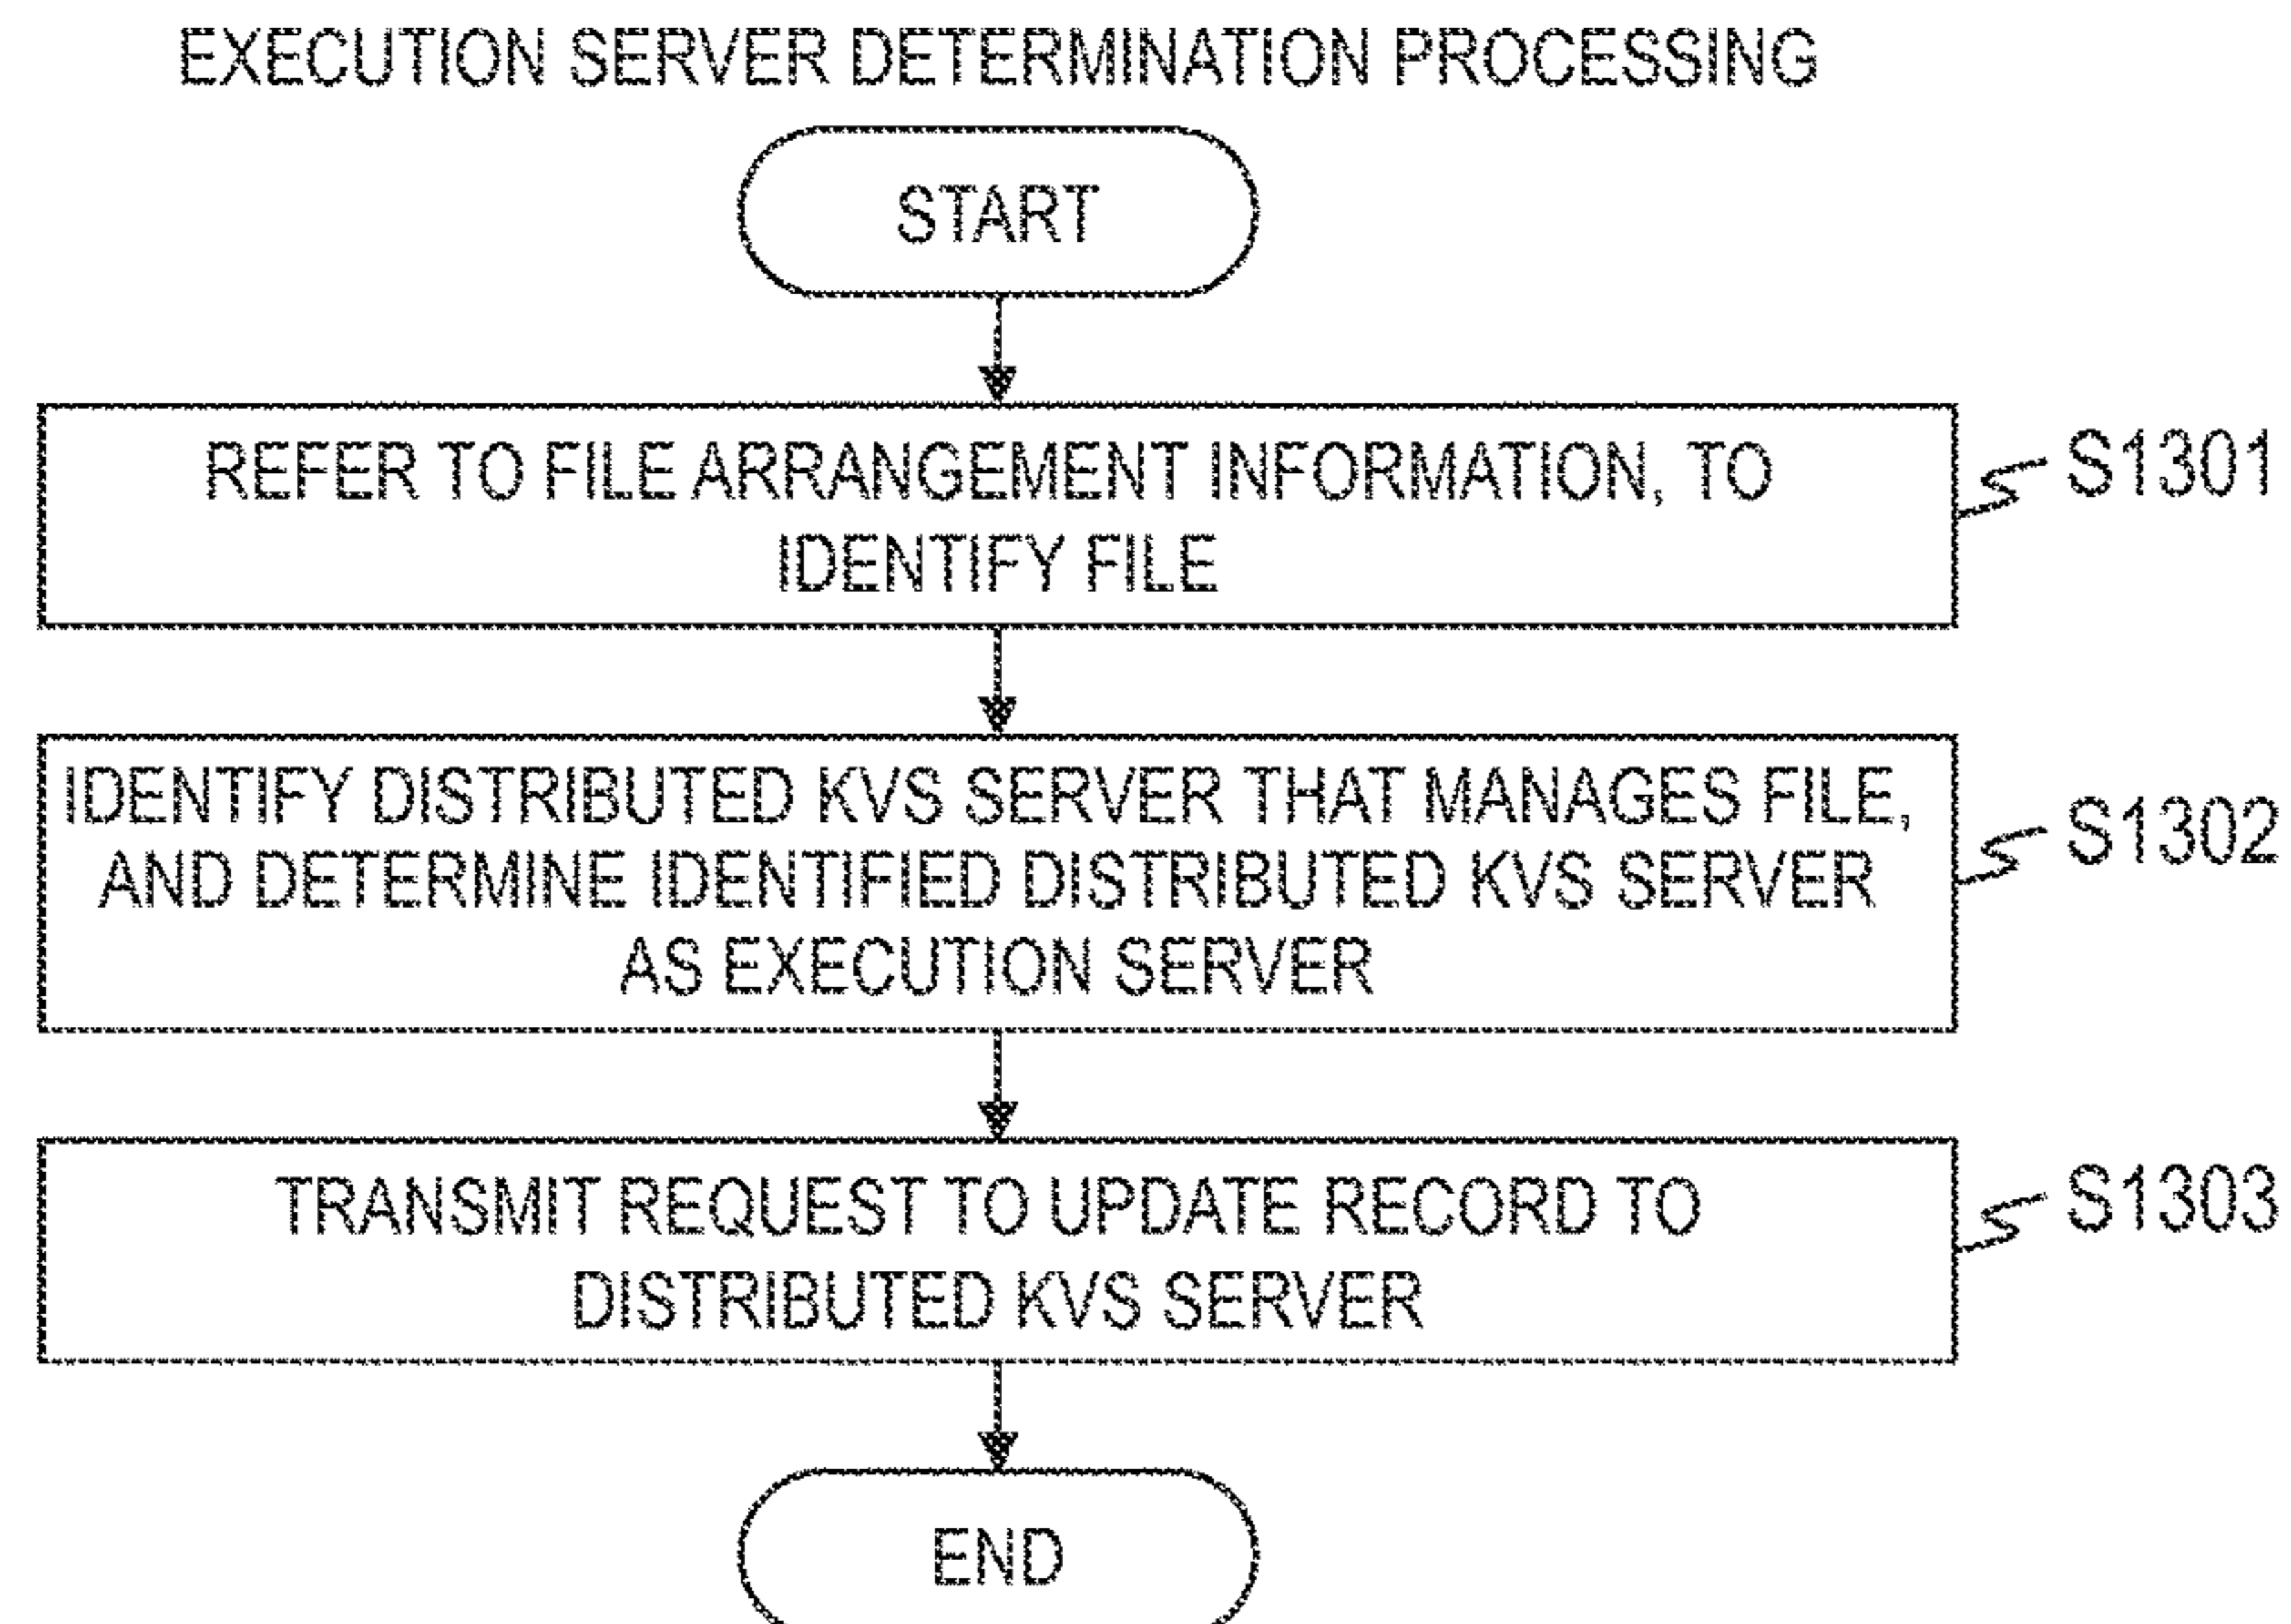 EXECUTION SERVER DETERMINATION PROCESSING
START
REFER TO FILE ARRANGEMENT INFORMATION, TO
IDENTIFY FILE
S1301
IDENTIFY DISTRIBUTED KVS SERVER THAT MANAGES FILE,
AND DETERMINE IDENTIFIED DISTRIBUTED KVS SERVER
AS EXECUTION SERVER
S1302
TRANSMIT REQUEST TO UPDATE RECORD TO
DISTRIBUTED KVS SERVER
S1303
END